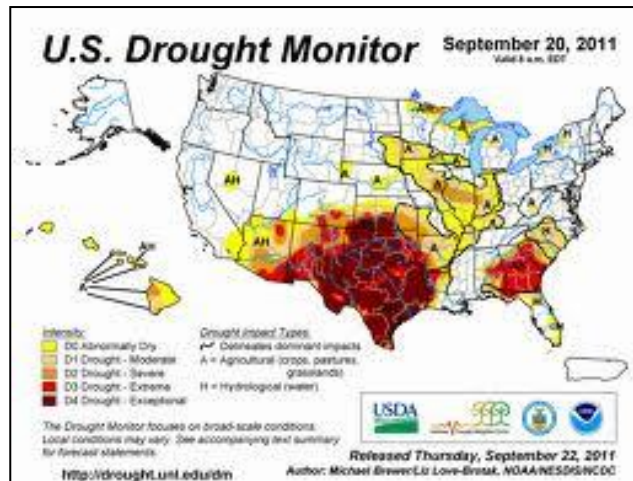 U.S. Drought Monitor
September 20, 2011
Valid 8 a.m. EDT
AH
A
A
A
A
A
A
A
A
H
H
AH
A
H
Intensity:
D0 Abnormally Dry
D1 Drought - Moderate
D2 Drought - Severe
D3 Drought - Extreme
D4 Drought - Exceptional
Drought Impact Types:
Delineates dominant impacts
A = Agricultural (crops, pastures,
grasslands)
H = Hydrological (water)
The Drought Monitor focuses on broad-scale conditions.
Local conditions may vary. See accompanying text summary
for forecast statements.
http://drought.unl.edu/dm
USDA
Released Thursday, September 22, 2011
Author: Michael Brewer/Liz Love-Brotak, NOAA/NESDIS/NCDC